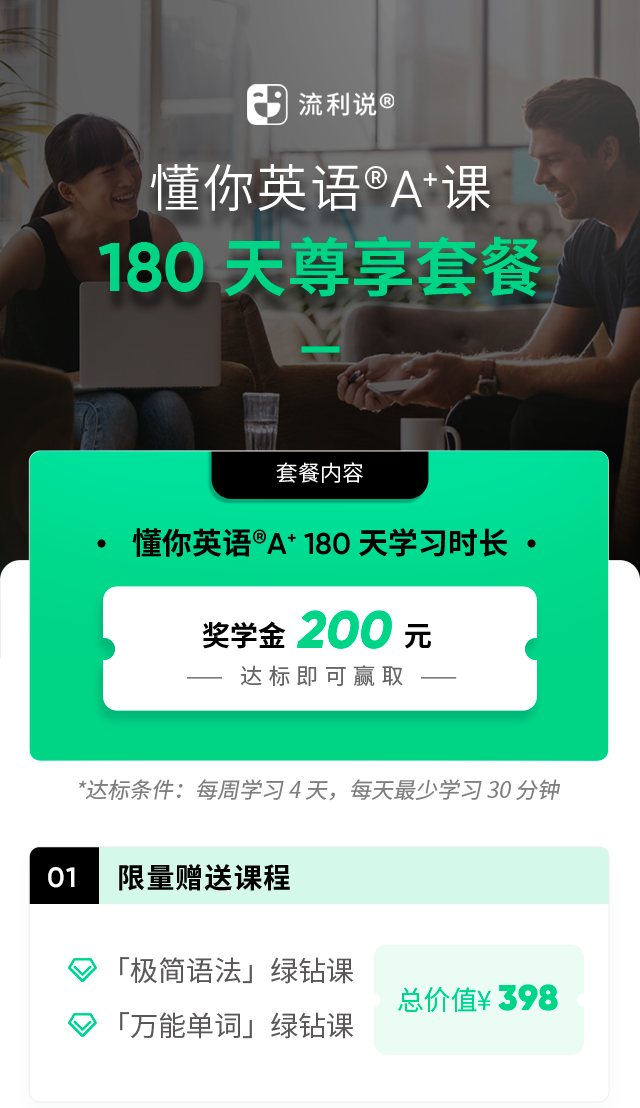 流利说®
懂你英语®A⁺课
180 天尊享套餐
套餐内容
• 懂你英语®A⁺ 180 天学习时长 •
奖学金 200 元
达标即可赢取
*达标条件：每周学习 4 天，每天最少学习 30 分钟
01 限量赠送课程
「极简语法」绿钻课
「万能单词」绿钻课
总价值¥ 398